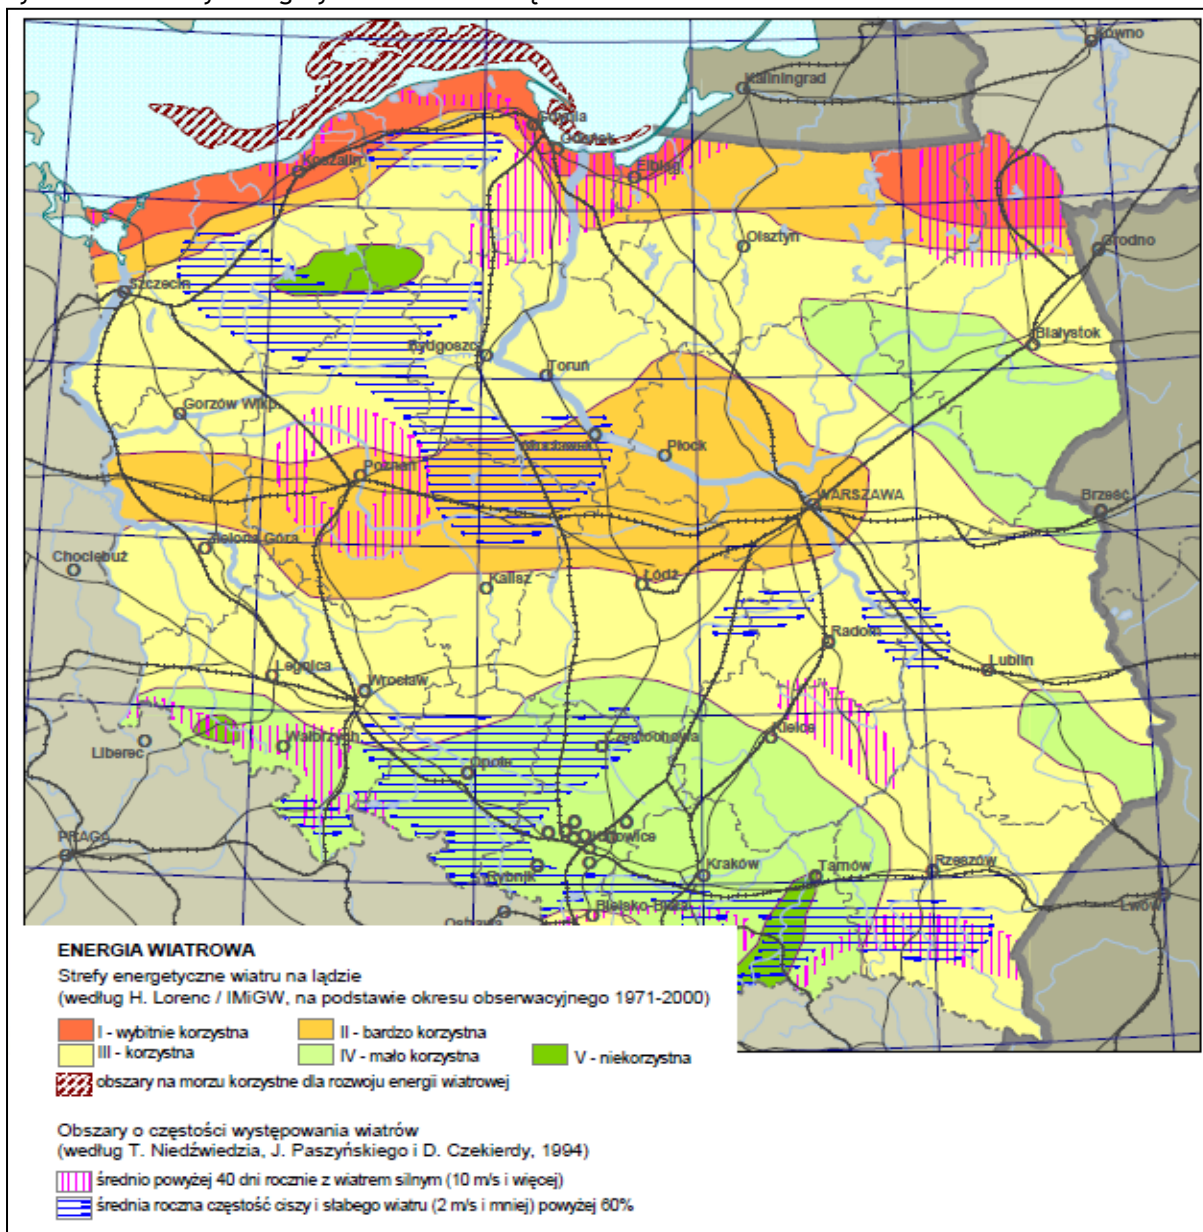 Kowno
Kaliningrad
Gdynia
Gdańsk
Koszalin
Elbląg
Olsztyn
Grodno
Szczecin
Białystok
Bydgoszcz
Toruń
Gorzów Wlkp.
Włocławek
Płock
Poznań
WARSZAWA
Brześć
Zielona Góra
Chociebuż
Kalisz
Łódź
Radom
Legnica
Lublin
Wrocław
Kielce
Liberec
Wałbrzych
Częstochowa
Opole
PRAGA
Katowice
Kraków
Tarnów
Rzeszów
Rybnik
Lwów
Bielsko-Biała
Ostrawa
ENERGIA WIATROWA
Strefy energetyczne wiatru na lądzie
(według H. Lorenc / IMiGW, na podstawie okresu obserwacyjnego 1971-2000)
I - wybitnie korzystna
II - bardzo korzystna
III - korzystna
IV - mało korzystna
V - niekorzystna
obszary na morzu korzystne dla rozwoju energii wiatrowej
Obszary o częstości występowania wiatrów
(według T. Niedźwiedzia, J. Paszyńskiego i D. Czekierdy, 1994)
średnio powyżej 40 dni rocznie z wiatrem silnym (10 m/s i więcej)
średnia roczna częstość ciszy i słabego wiatru (2 m/s i mniej) powyżej 60%